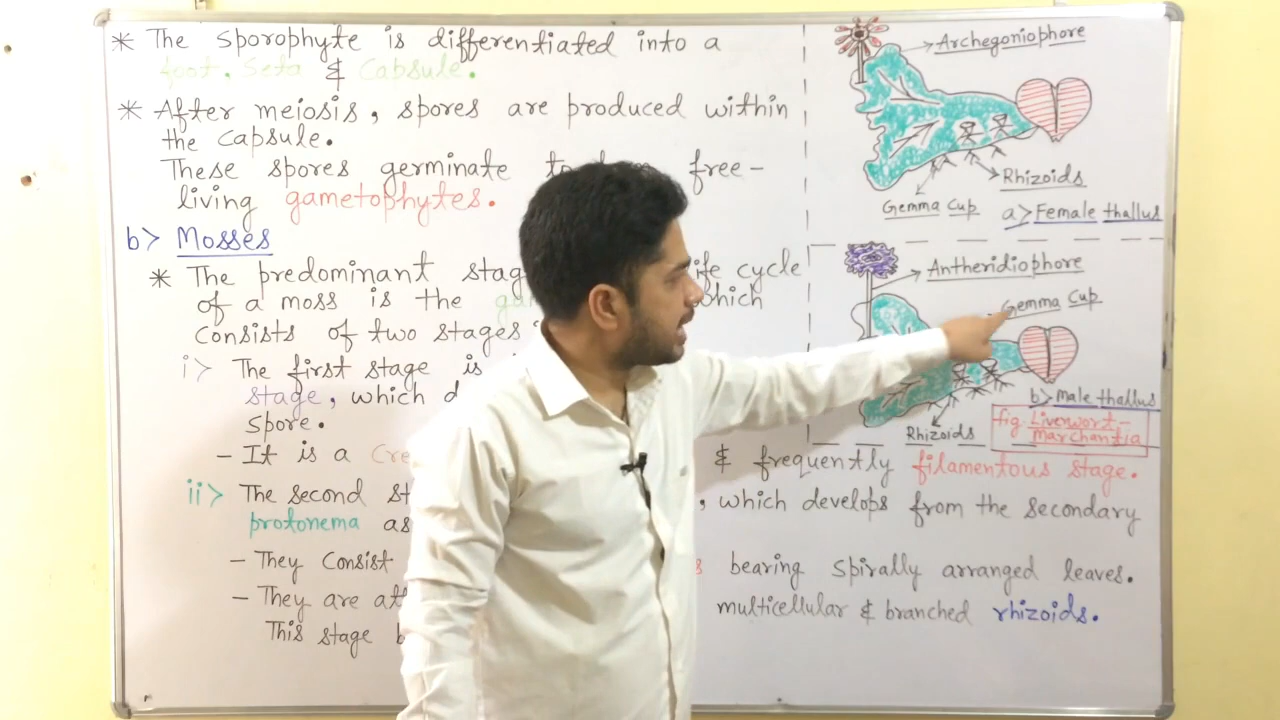 * The sporophyte is differentiated into a
foot, Seta & Capsule.
* After meiosis, spores are produced within
the capsule.
These spores germinate to free-
living gametophytes.
b> Mosses
* The predominant life cycle
of a moss is the which
consists of two stages
i> The first stage is
stage, which
spore.
- It is a & frequently filamentous stage.
ii> The second , which develops from the secondary
protonema as
- They consist bearing spirally arranged leaves.
- They are multicellular & branched rhizoids.
This stage
Archegoniophore
Rhizoids
Gemma Cup
a> Female thallus
Antheridiophore
Gemma Cup
b> male thallus
Rhizoids
fig Liverwort -
Marchantia